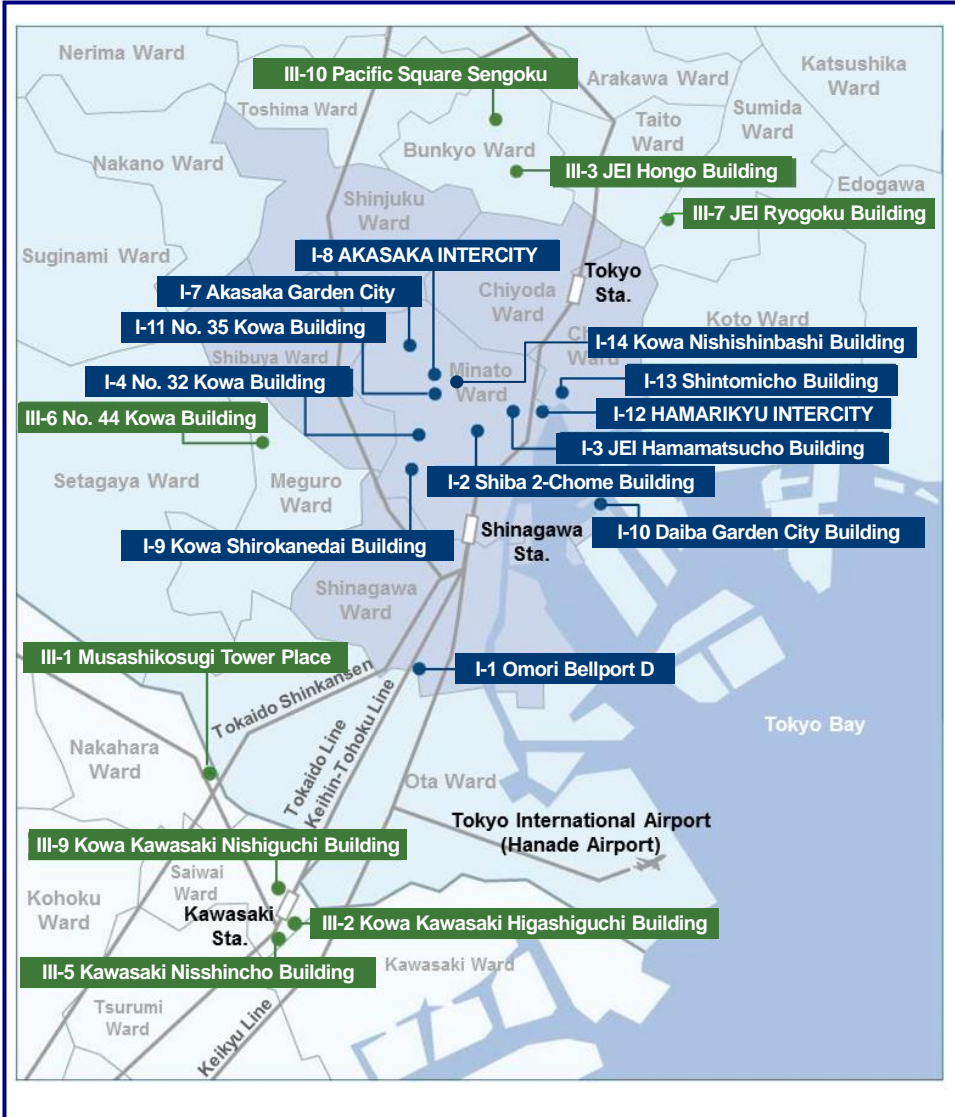 Nerima Ward
III-10 Pacific Square Sengoku
Arakawa Ward
Katsushika
Ward
Toshima Ward
Sumida
Ward
Taito
Ward
Nakano Ward
Bunkyo Ward
III-3 JEI Hongo Building
Edogawa
Shinjuku
Ward
III-7 JEI Ryogoku Building
Suginami Ward
I-8 AKASAKA INTERCITY
Tokyo
Sta.
I-7 Akasaka Garden City
Chiyoda
Ward
I-11 No. 35 Kowa Building
Koto Ward
Ward
I-14 Kowa Nishishinbashi Building
Shibuya Ward
Minato
Ward
I-4 No. 32 Kowa Building
I-13 Shintomicho Building
III-6 No. 44 Kowa Building
I-12 HAMARIKYU INTERCITY
I-3 JEI Hamamatsucho Building
Setagaya Ward
Meguro
Ward
I-2 Shiba 2-Chome Building
I-9 Kowa Shirokanedai Building
Shinagawa
Sta.
I-10 Daiba Garden City Building
Shinagawa
Ward
III-1 Musashikosugi Tower Place
I-1 Omori Bellport D
Tokaido Shinkansen
Tokyo Bay
Nakahara
Ward
Tokaido Line
Keihin-Tohoku Line
Ota Ward
Tokyo International Airport
(Hanade Airport)
III-9 Kowa Kawasaki Nishiguchi Building
Saiwai
Ward
Kohoku
Ward
Kawasaki
Sta.
III-2 Kowa Kawasaki Higashiguchi Building
III-5 Kawasaki Nisshincho Building
Kawasaki Ward
Tsurumi
Ward
Keikyu Line